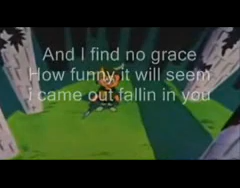 And I find no grace
How funny it will seem
i came out fallin in you